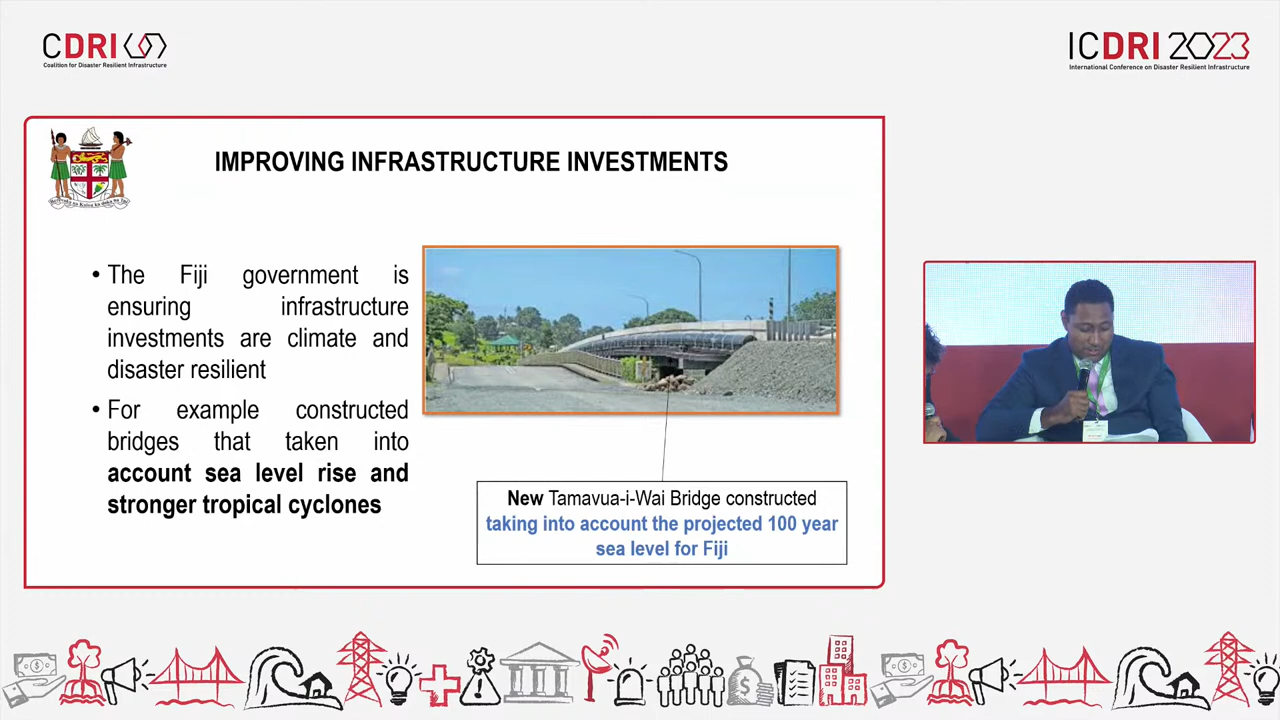 CDRI
Coalition for Disaster Resilient Infrastructure
ICDRI 2023
International Conference on Disaster Resilient Infrastructure
IMPROVING INFRASTRUCTURE INVESTMENTS
• The Fiji government is
ensuring infrastructure
investments are climate and
disaster resilient
• For example constructed
bridges that taken into
account sea level rise and
stronger tropical cyclones
New Tamavua-i-Wai Bridge constructed
taking into account the projected 100 year
sea level for Fiji